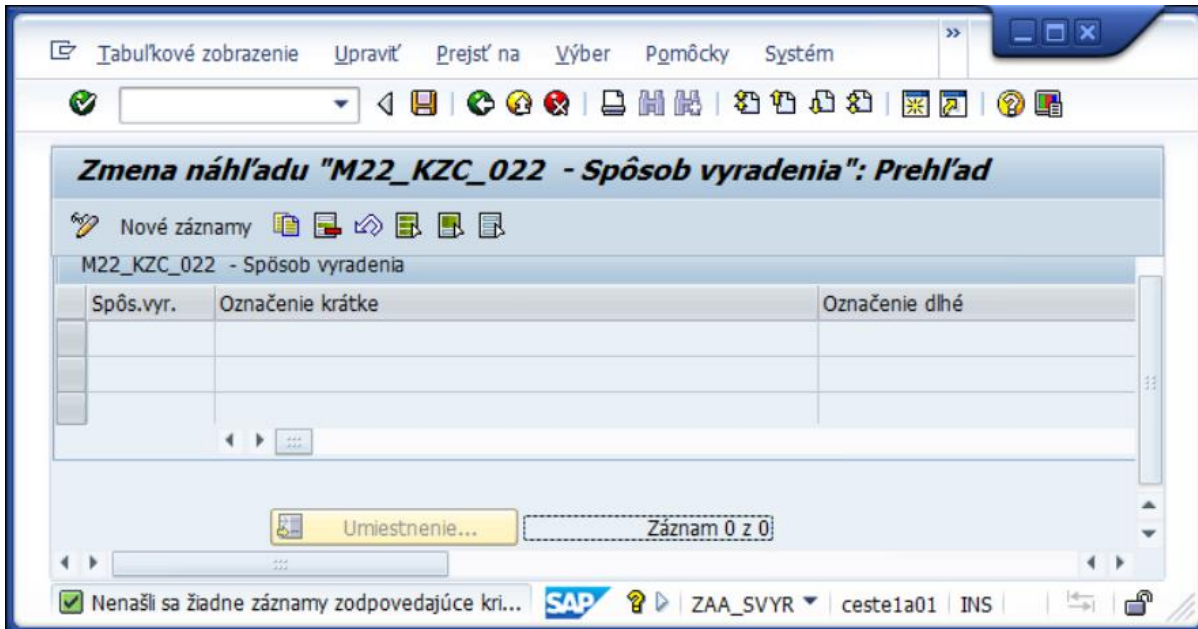 »
Tabuľkové zobrazenie Upraviť Prejsť na Výber Pomôcky Systém
Zmena náhľadu "M22_KZC_022 - Spôsob vyradenia": Prehľad
Nové záznamy
M22_KZC_022 - Spôsob vyradenia
Spôs.vyr. Označenie krátke Označenie dlhé
Umiestnenie... Záznam 0 z 0
Nenašli sa žiadne záznamy zodpovedajúce kri... SAP ZAA_SVYR ceste1a01 INS